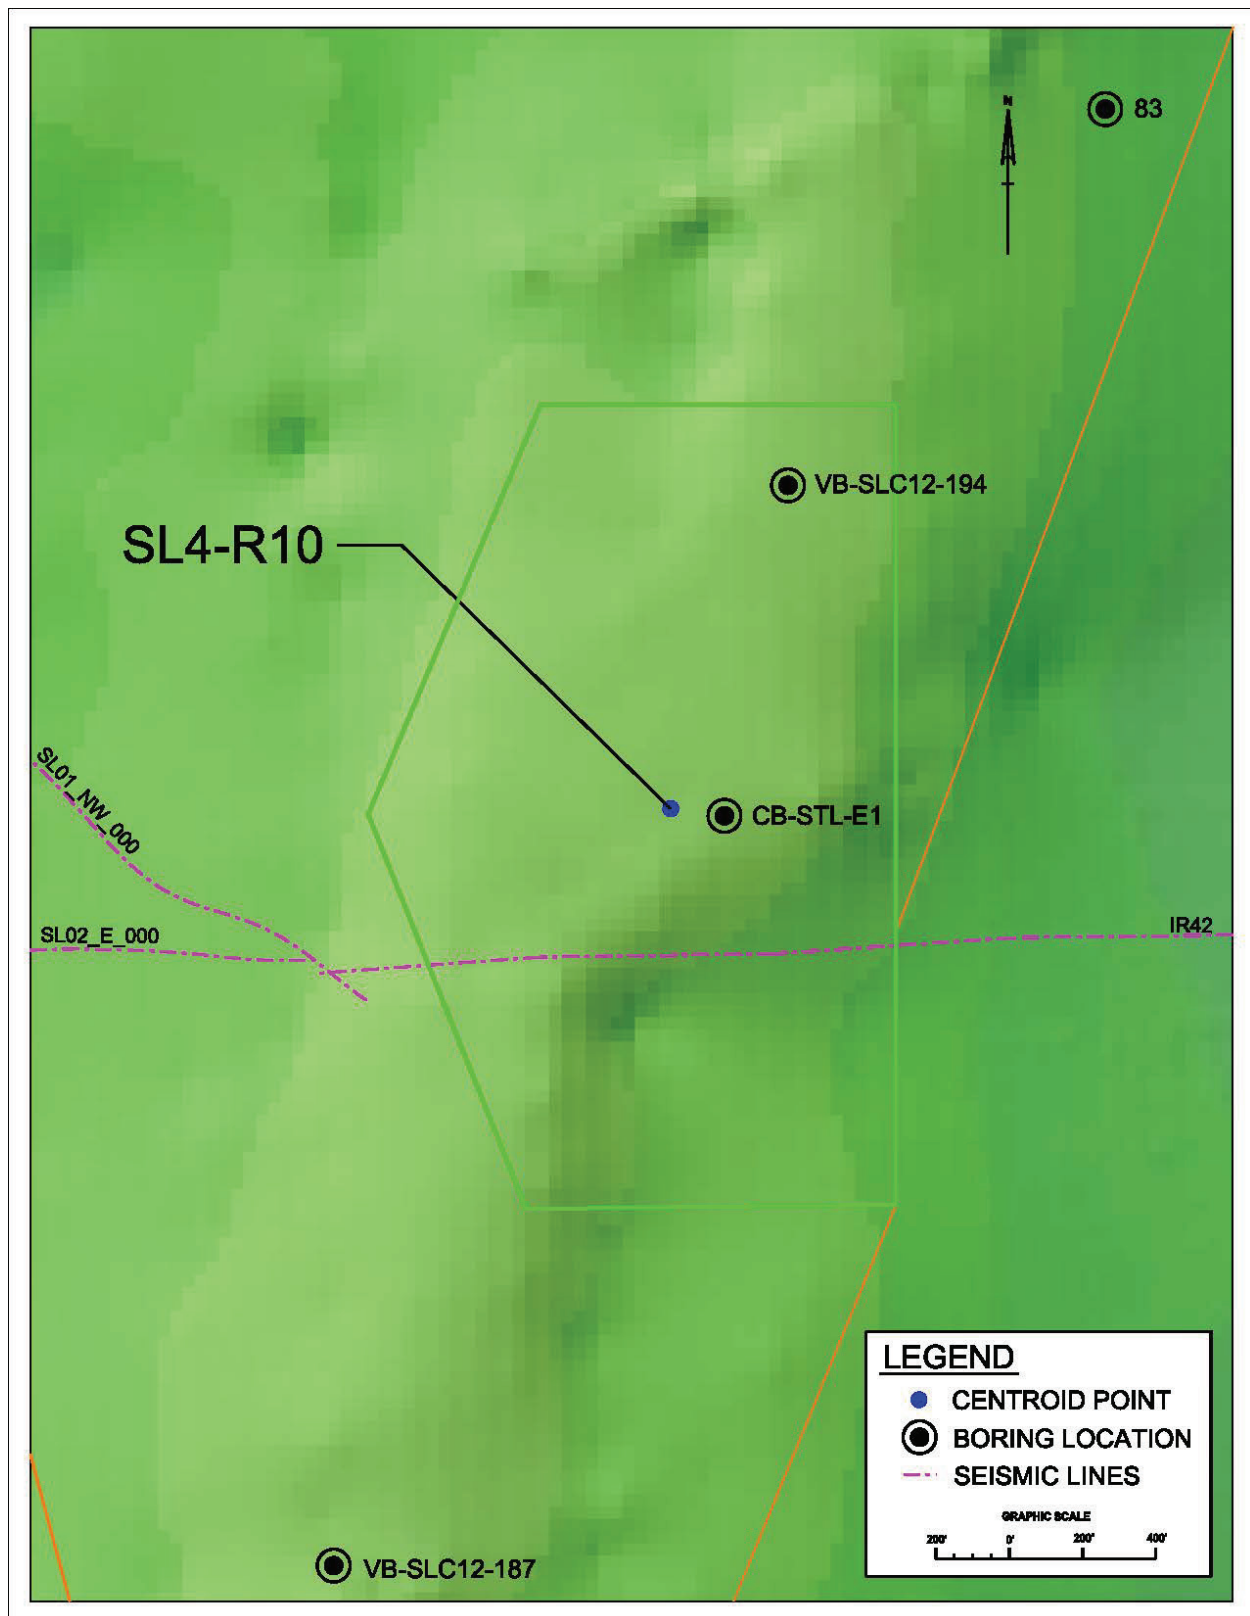 N
83
VB-SLC12-194
SL4-R10
SL01_NW_000
CB-STL-E1
SL02_E_000
IR42
LEGEND
CENTROID POINT
BORING LOCATION
SEISMIC LINES
GRAPHIC SCALE
200' 0' 200' 400'
VB-SLC12-187